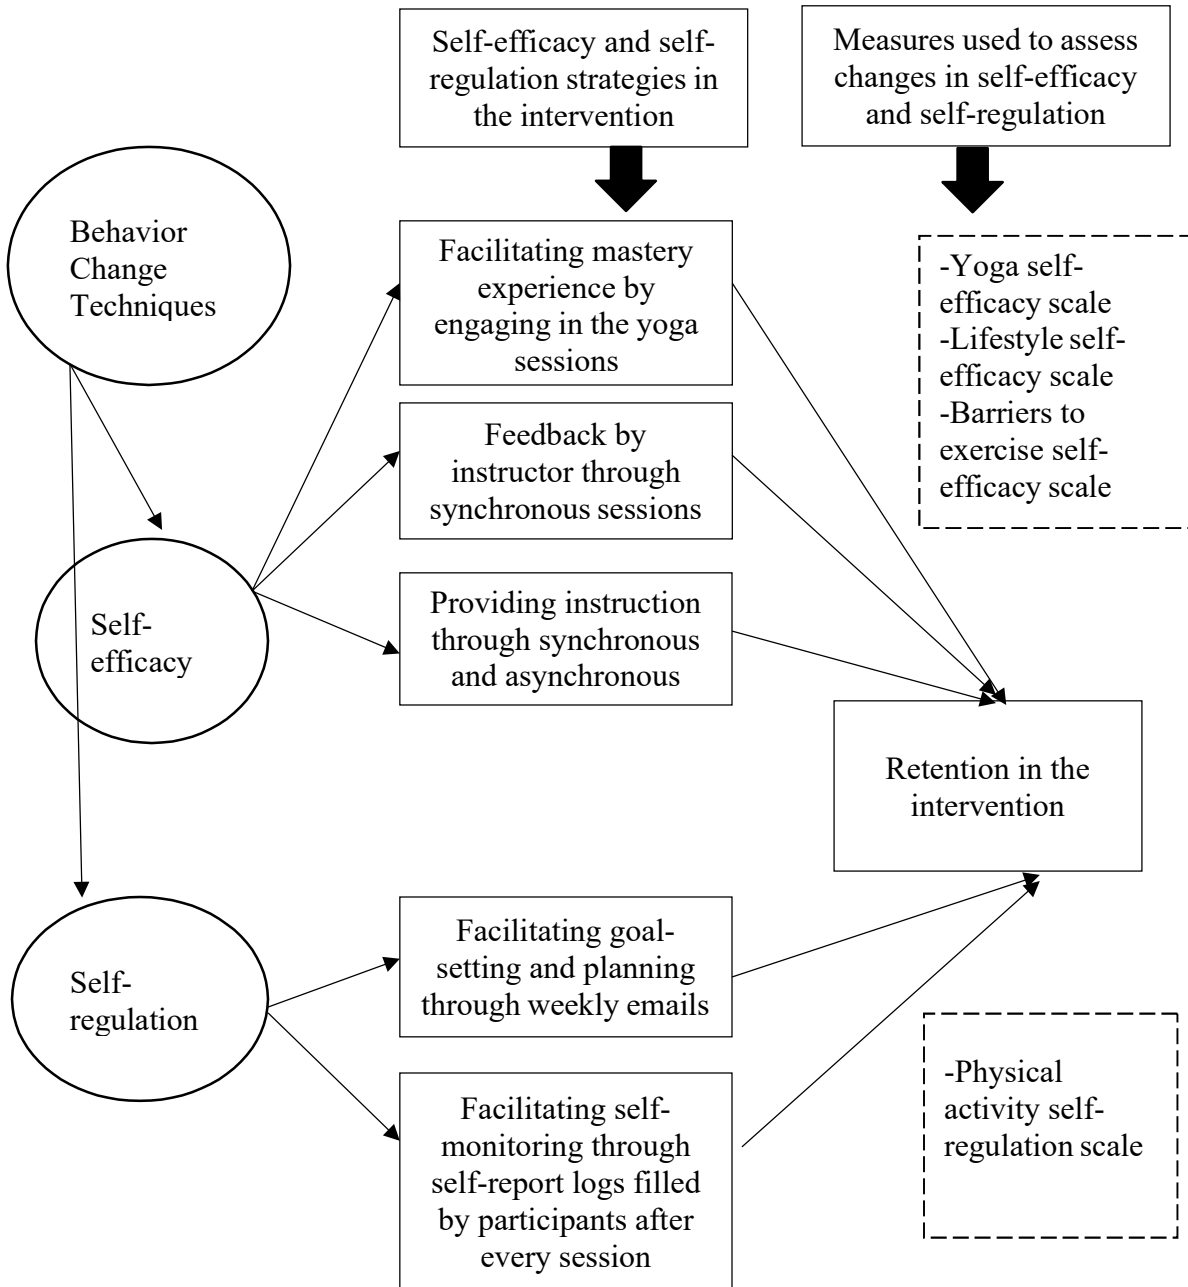 Self-efficacy and self-
regulation strategies in
the intervention
Measures used to assess
changes in self-efficacy
and self-regulation
Behavior
Change
Techniques
Facilitating mastery
experience by
engaging in the yoga
sessions
-Yoga self-
efficacy scale
-Lifestyle self-
efficacy scale
-Barriers to
exercise self-
efficacy scale
Feedback by
instructor through
synchronous sessions
Self-
efficacy
Providing instruction
through synchronous
and asynchronous
Retention in the
intervention
Self-
regulation
Facilitating goal-
setting and planning
through weekly emails
-Physical
activity self-
regulation scale
Facilitating self-
monitoring through
self-report logs filled
by participants after
every session